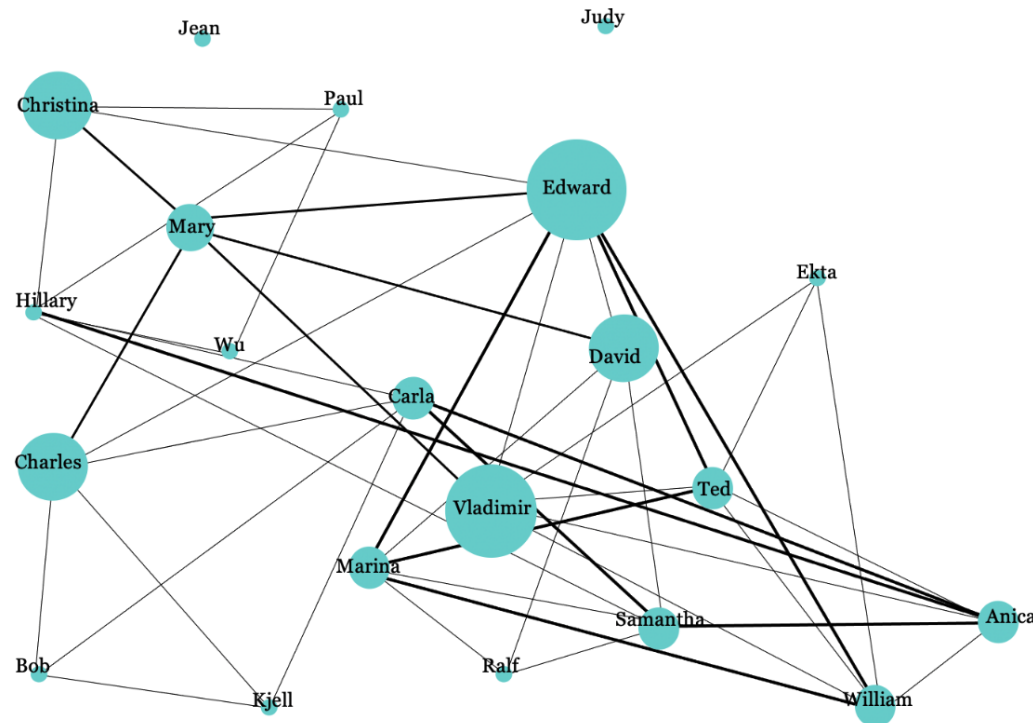 Jean
Judy
Christina
Paul
Edward
Mary
Ekta
Hillary
Wu
David
Carla
Charles
Ted
Vladimir
Marina
Samantha
Anica
Bob
Ralf
Kjell
William